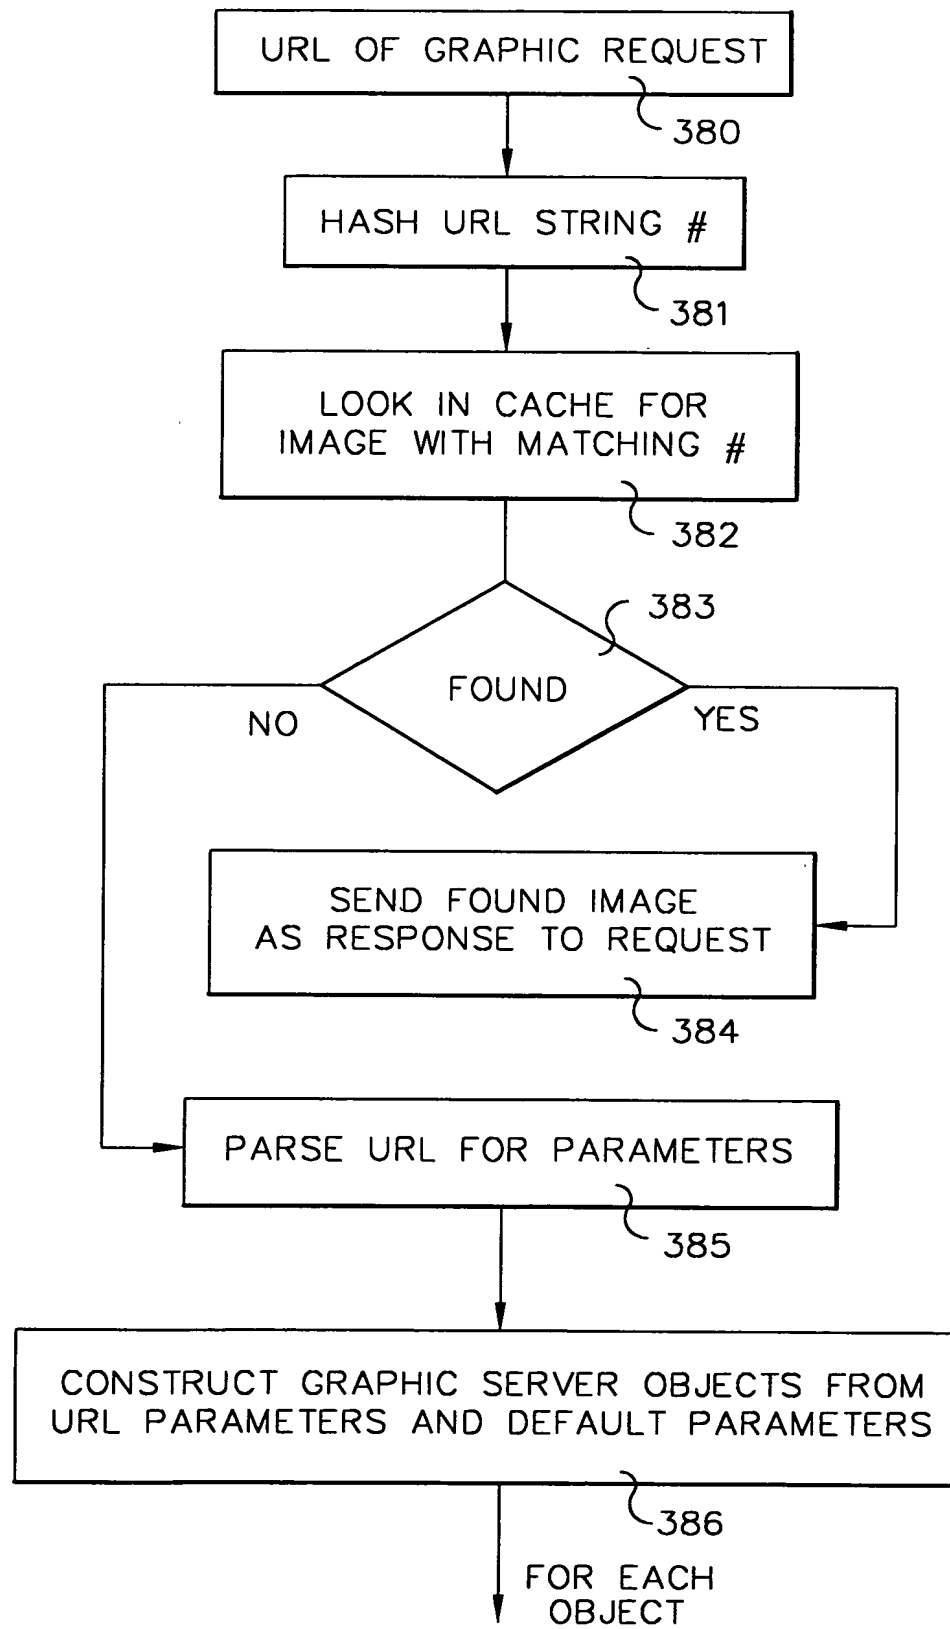 URL OF GRAPHIC REQUEST
380
HASH URL STRING #
381
LOOK IN CACHE FOR
IMAGE WITH MATCHING #
382
383
FOUND
NO
YES
SEND FOUND IMAGE
AS RESPONSE TO REQUEST
384
PARSE URL FOR PARAMETERS
385
CONSTRUCT GRAPHIC SERVER OBJECTS FROM
URL PARAMETERS AND DEFAULT PARAMETERS
386
FOR EACH
OBJECT